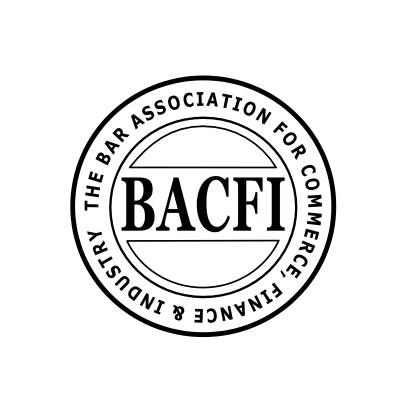 THE BAR ASSOCIATION FOR COMMERCE, FINANCE & INDUSTRY
BACFI